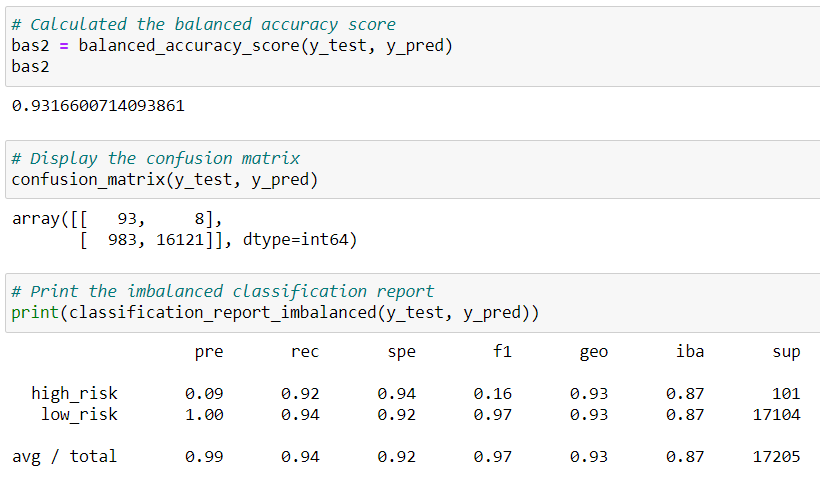 # Calculated the balanced accuracy score
bas2 = balanced_accuracy_score(y_test, y_pred)
bas2
0.9316600714093861
# Display the confusion matrix
confusion_matrix(y_test, y_pred)
array([[   93,     8],
       [  983, 16121]], dtype=int64)
# Print the imbalanced classification report
print(classification_report_imbalanced(y_test, y_pred))
pre rec spe f1 geo iba sup
high_risk 0.09 0.92 0.94 0.16 0.93 0.87 101
low_risk 1.00 0.94 0.92 0.97 0.93 0.87 17104
avg / total 0.99 0.94 0.92 0.97 0.93 0.87 17205